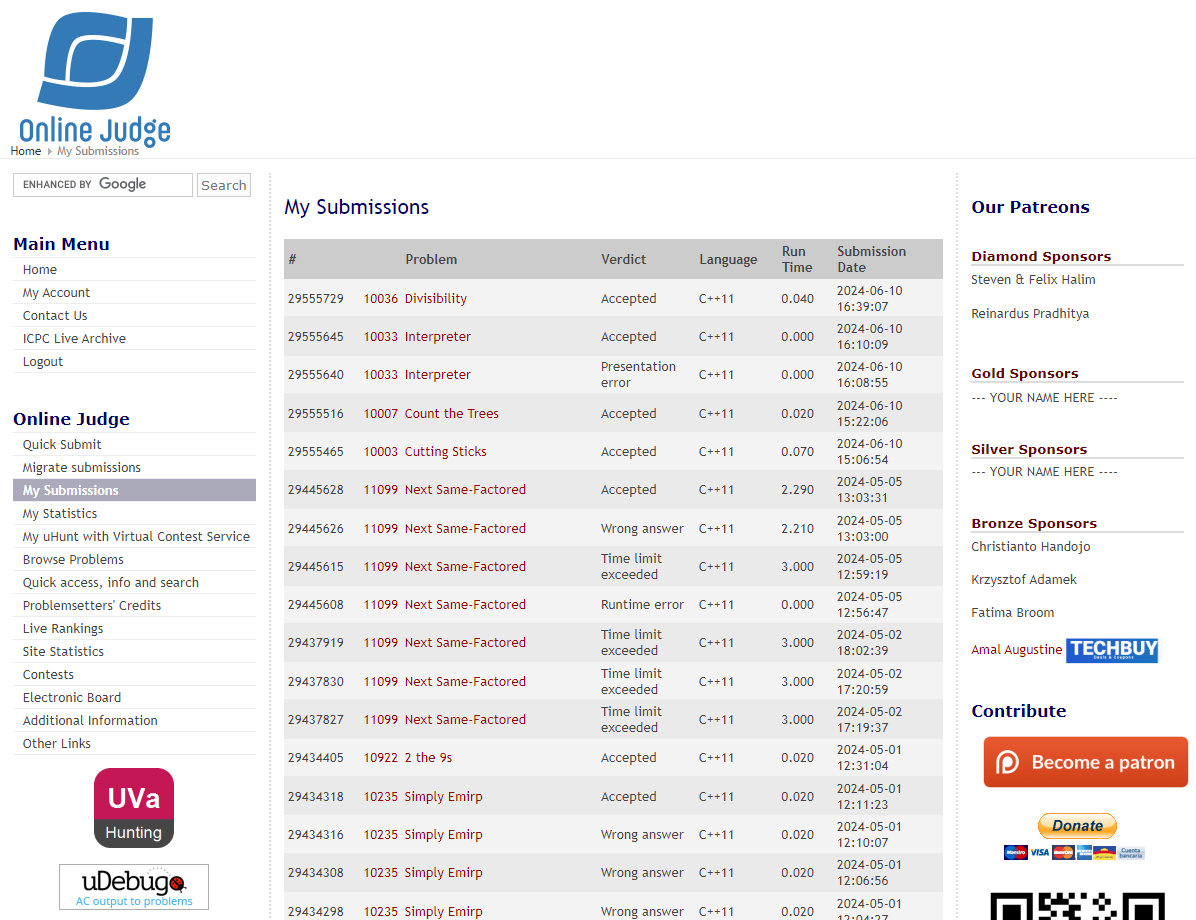 Online Judge
Home My Submissions
ENHANCED BY Google Search
Main Menu
Home
My Account
Contact Us
ICPC Live Archive
Logout
Online Judge
Quick Submit
Migrate submissions
My Submissions
My Statistics
My uHunt with Virtual Contest Service
Browse Problems
Quick access, info and search
Problemsetters' Credits
Live Rankings
Site Statistics
Contests
Electronic Board
Additional Information
Other Links
UVa
Hunting
uDebug
AC output to problems
My Submissions
# Problem Verdict Language Run Time Submission Date
29555729 10036 Divisibility Accepted C++11 0.040 2024-06-10 16:39:07
29555645 10033 Interpreter Accepted C++11 0.000 2024-06-10 16:10:09
29555640 10033 Interpreter Presentation error C++11 0.000 2024-06-10 16:08:55
29555516 10007 Count the Trees Accepted C++11 0.020 2024-06-10 15:22:06
29555465 10003 Cutting Sticks Accepted C++11 0.070 2024-06-10 15:06:54
29445628 11099 Next Same-Factored Accepted C++11 2.290 2024-05-05 13:03:31
29445626 11099 Next Same-Factored Wrong answer C++11 2.210 2024-05-05 13:03:00
29445615 11099 Next Same-Factored Time limit exceeded C++11 3.000 2024-05-05 12:59:19
29445608 11099 Next Same-Factored Runtime error C++11 0.000 2024-05-05 12:56:47
29437919 11099 Next Same-Factored Time limit exceeded C++11 3.000 2024-05-02 18:02:39
29437830 11099 Next Same-Factored Time limit exceeded C++11 3.000 2024-05-02 17:20:59
29437827 11099 Next Same-Factored Time limit exceeded C++11 3.000 2024-05-02 17:19:37
29434405 10922 2 the 9s Accepted C++11 0.020 2024-05-01 12:31:04
29434318 10235 Simply Emirp Accepted C++11 0.020 2024-05-01 12:11:23
29434316 10235 Simply Emirp Wrong answer C++11 0.020 2024-05-01 12:10:07
29434308 10235 Simply Emirp Wrong answer C++11 0.020 2024-05-01 12:06:56
29434298 10235 Simply Emirp Wrong answer C++11 0.020 2024-05-01 12:04:27
Our Patreons
Diamond Sponsors
Steven & Felix Halim
Reinardus Pradhitya
Gold Sponsors
--- YOUR NAME HERE ----
Silver Sponsors
--- YOUR NAME HERE ----
Bronze Sponsors
Christianto Handojo
Krzysztof Adamek
Fatima Broom
Amal Augustine TECHBUY
Deals & Coupons
Contribute
Become a patron
Donate
Maestro VISA Cuenta bancaria